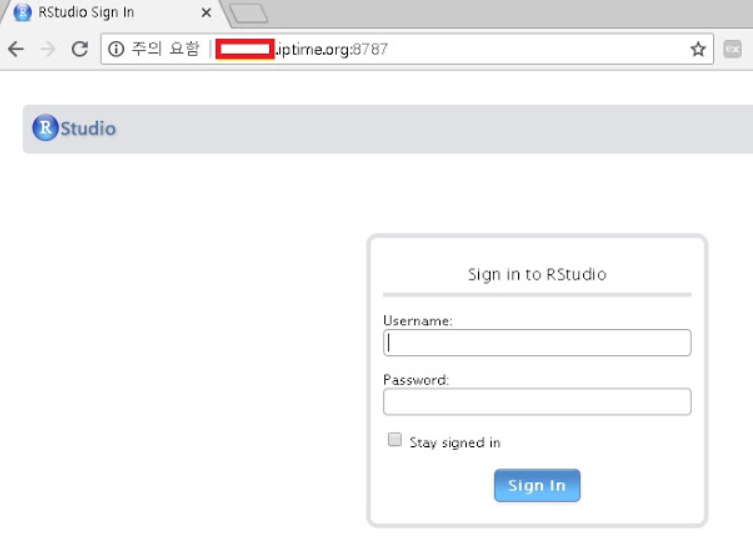 RStudio Sign In
주의 요함 | .iptime.org:8787
R Studio
Sign in to RStudio
Username:
Password:
Stay signed in
Sign In